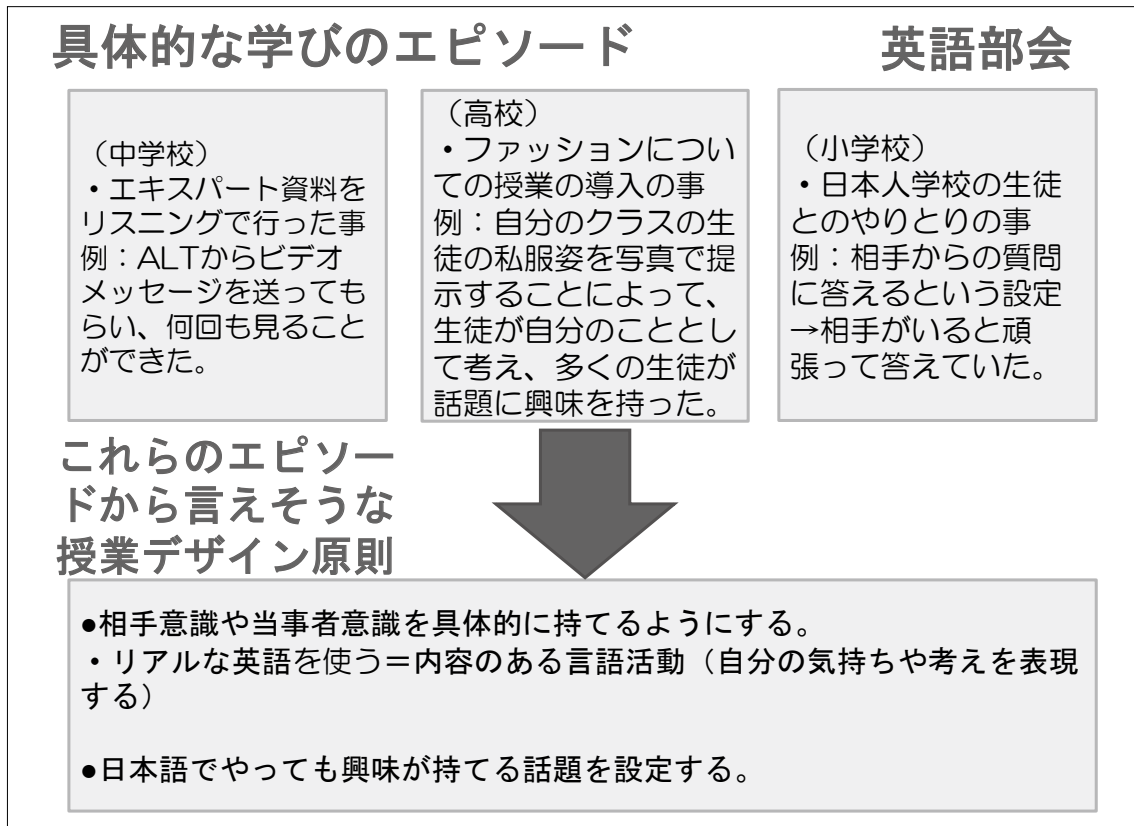 具体的な学びのエピソード
英語部会
（中学校）
・エキスパート資料を
リスニングで行った事
例：ALTからビデオ
メッセージを送っても
らい、何回も見ること
ができた。
（高校）
・ファッションについ
ての授業の導入の事
例：自分のクラスの生
徒の私服姿を写真で提
示することによって、
生徒が自分のこととし
て考え、多くの生徒が
話題に興味を持った。
（小学校）
・日本人学校の生徒
とのやりとりの事
例：相手からの質問
に答えるという設定
→相手がいると頑
張って答えていた。
これらのエピソー
ドから言えそうな
授業デザイン原則
●相手意識や当事者意識を具体的に持てるようにする。
・リアルな英語を使う＝内容のある言語活動（自分の気持ちや考えを表現
する）
●日本語でやっても興味が持てる話題を設定する。